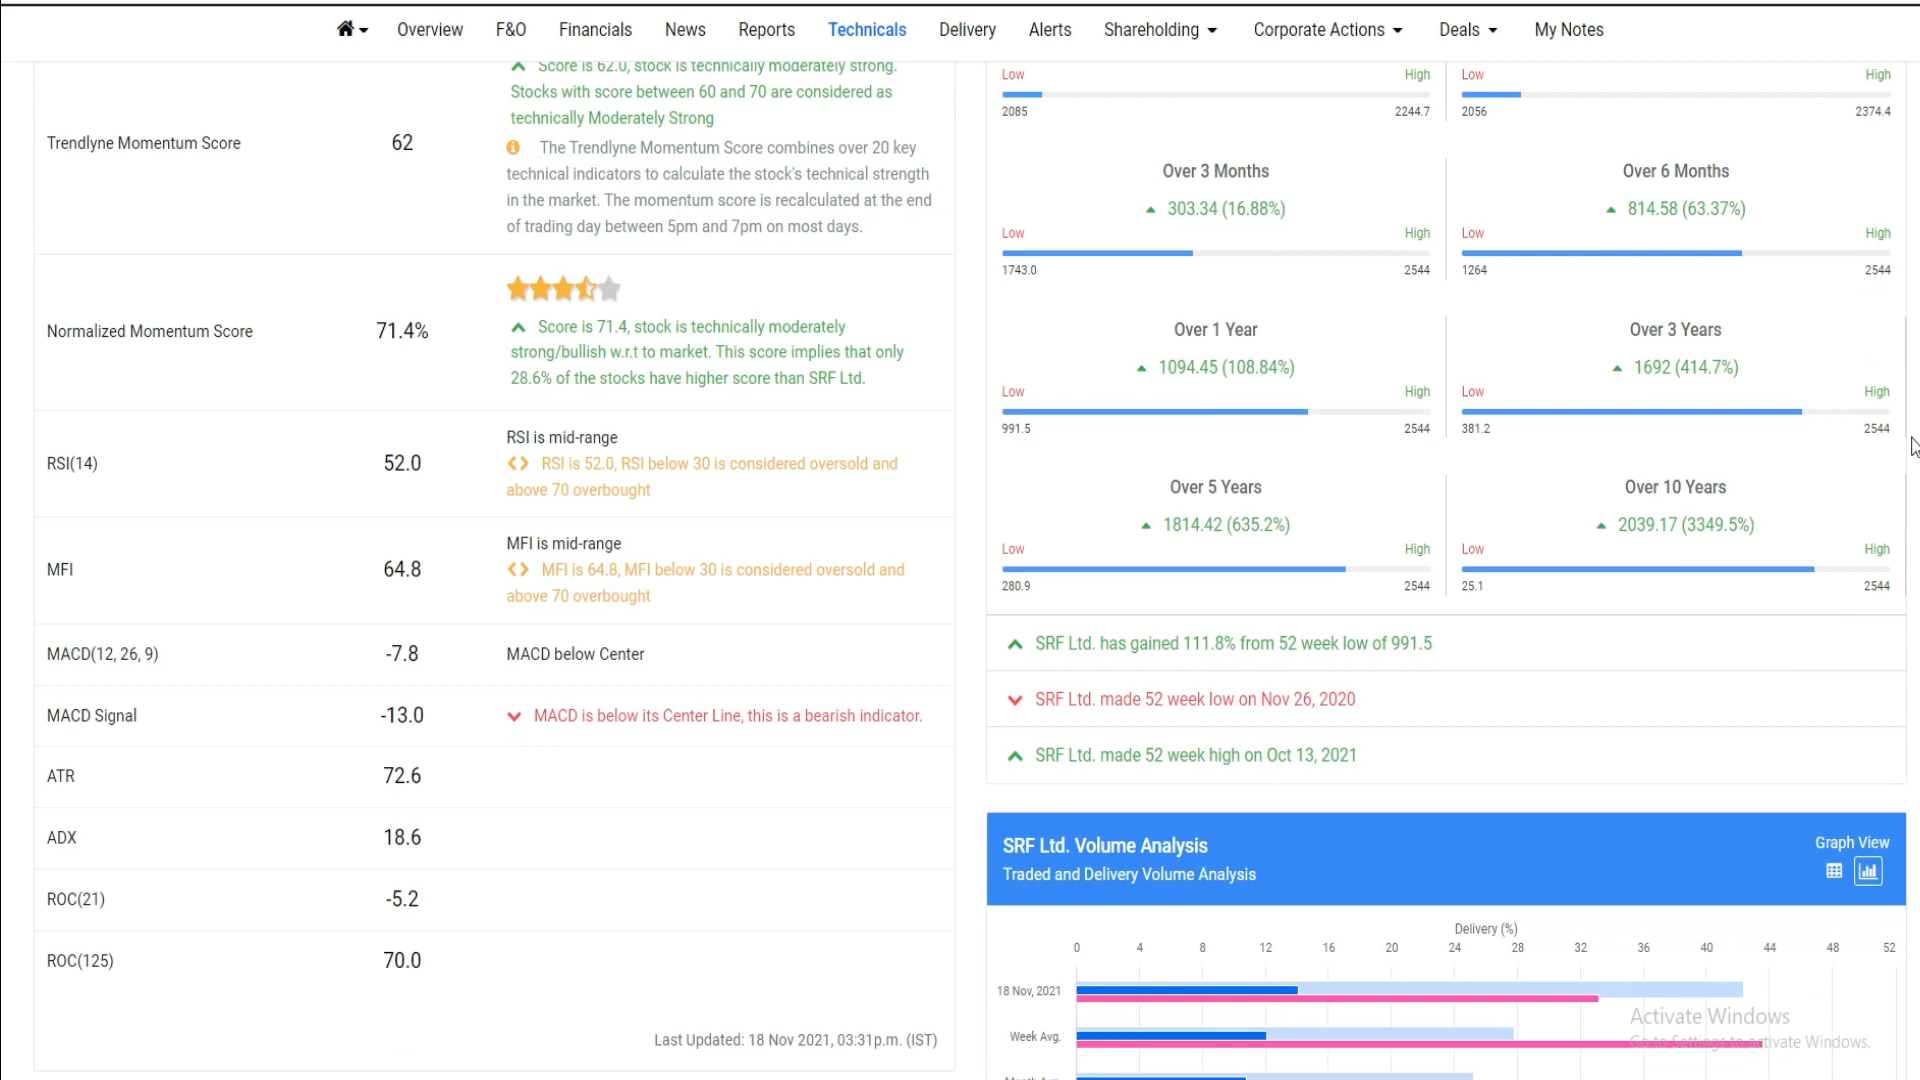 Overview F&O Financials News Reports Technicals Delivery Alerts Shareholding Corporate Actions Deals My Notes
Score is 62.0, stock is technically moderately strong.
Stocks with score between 60 and 70 are considered as
technically Moderately Strong
Trendlyne Momentum Score 62
The Trendlyne Momentum Score combines over 20 key
technical indicators to calculate the stock's technical strength
in the market. The momentum score is recalculated at the end
of trading day between 5pm and 7pm on most days.
Normalized Momentum Score 71.4%
Score is 71.4, stock is technically moderately
strong/bullish w.r.t to market. This score implies that only
28.6% of the stocks have higher score than SRF Ltd.
RSI(14) 52.0
RSI is mid-range
RSI is 52.0, RSI below 30 is considered oversold and
above 70 overbought
MFI 64.8
MFI is mid-range
MFI is 64.8, MFI below 30 is considered oversold and
above 70 overbought
MACD(12, 26, 9) -7.8 MACD below Center
MACD Signal -13.0 MACD is below its Center Line, this is a bearish indicator.
ATR 72.6
ADX 18.6
ROC(21) -5.2
ROC(125) 70.0
Last Updated: 18 Nov 2021, 03:31p.m. (IST)
Low High Low High
2085 2244.7 2056 2374.4
Over 3 Months Over 6 Months
303.34 (16.88%) 814.58 (63.37%)
Low High Low High
1743.0 2544 1264 2544
Over 1 Year Over 3 Years
1094.45 (108.84%) 1692 (414.7%)
Low High Low High
991.5 2544 381.2 2544
Over 5 Years Over 10 Years
1814.42 (635.2%) 2039.17 (3349.5%)
Low High Low High
280.9 2544 25.1 2544
SRF Ltd. has gained 111.8% from 52 week low of 991.5
SRF Ltd. made 52 week low on Nov 26, 2020
SRF Ltd. made 52 week high on Oct 13, 2021
SRF Ltd. Volume Analysis Graph View
Traded and Delivery Volume Analysis
Delivery (%)
0 4 8 12 16 20 24 28 32 36 40 44 48 52
18 Nov, 2021
Week Avg.
Activate Windows
Go to Settings to activate Windows.